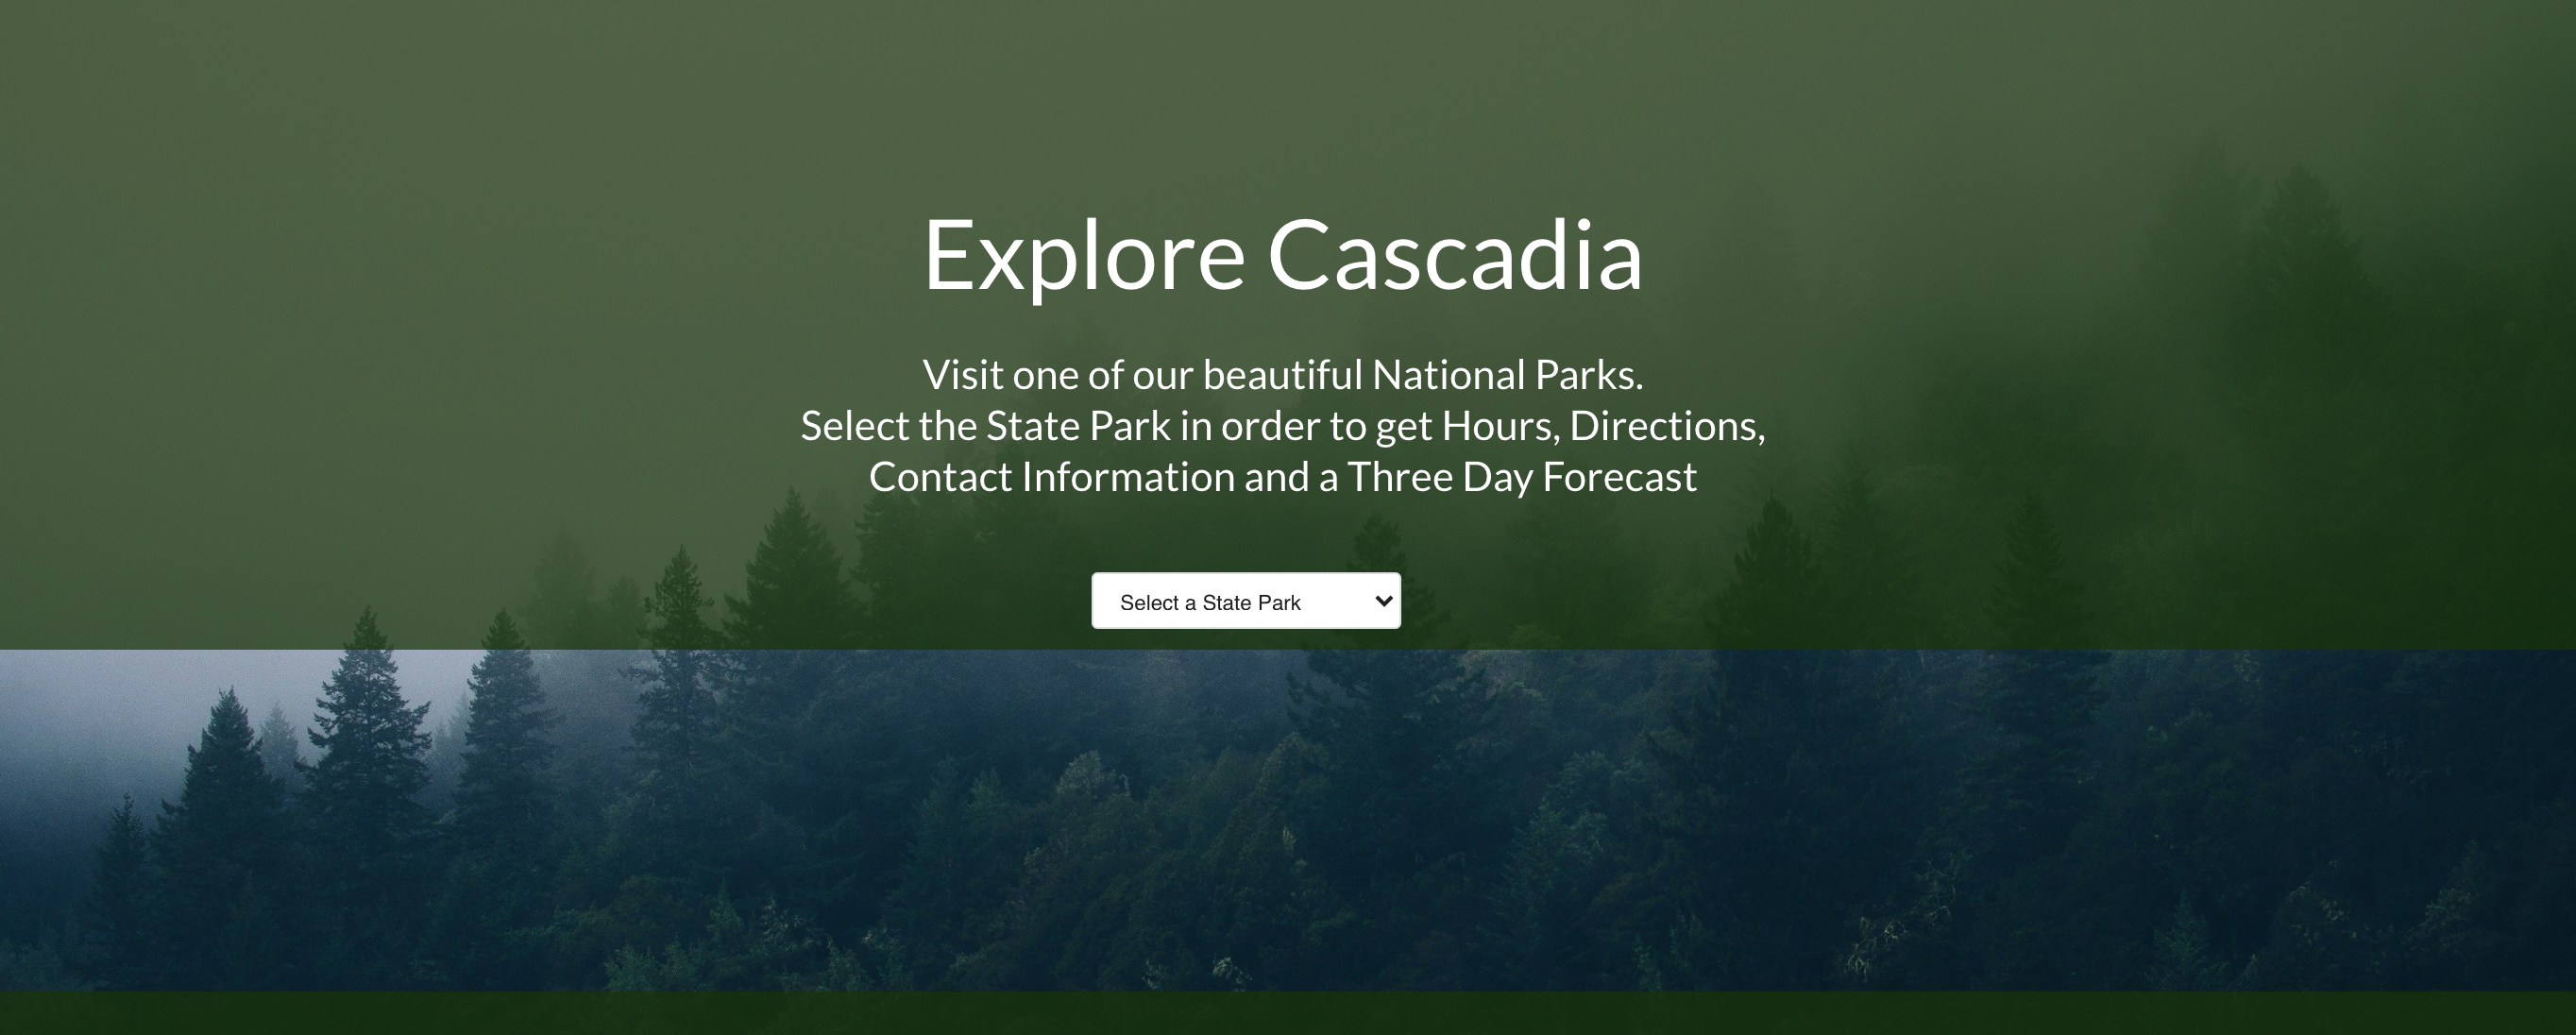 Explore Cascadia
Visit one of our beautiful National Parks.
Select the State Park in order to get Hours, Directions,
Contact Information and a Three Day Forecast
Select a State Park